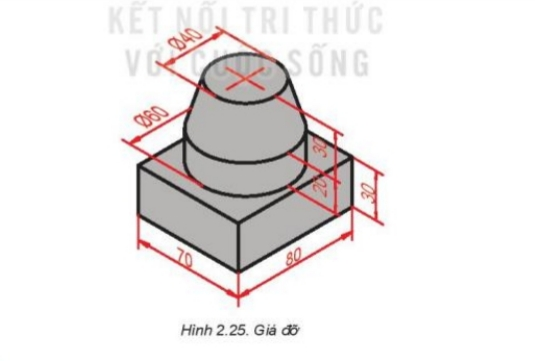 KẾT NỐI TRI THỨC
VỚI CUỘC SỐNG
Ø40
Ø60
30
20
30
70
80
Hình 2.25. Giá đỡ